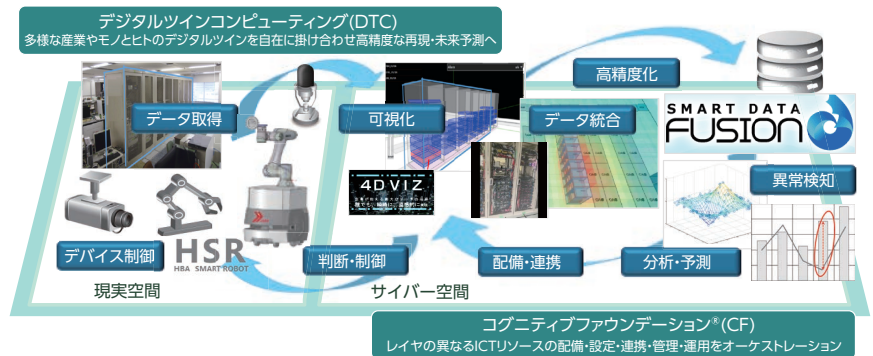 デジタルツインコンピューティング(DTC)
多様な産業やモノとヒトのデジタルツインを自在に掛け合わせ高精度な再現・未来予測へ
高精度化
データ取得
可視化
データ統合
SMART DATA
FUSION
4DVIZ
異常検知
デバイス制御
HSR
HBA SMART ROBOT
判断・制御
配備・連携
分析・予測
現実空間
サイバー空間
コグニティブファウンデーション®(CF)
レイヤの異なるICTリソースの配備・設定・連携・管理・運用をオーケストレーション